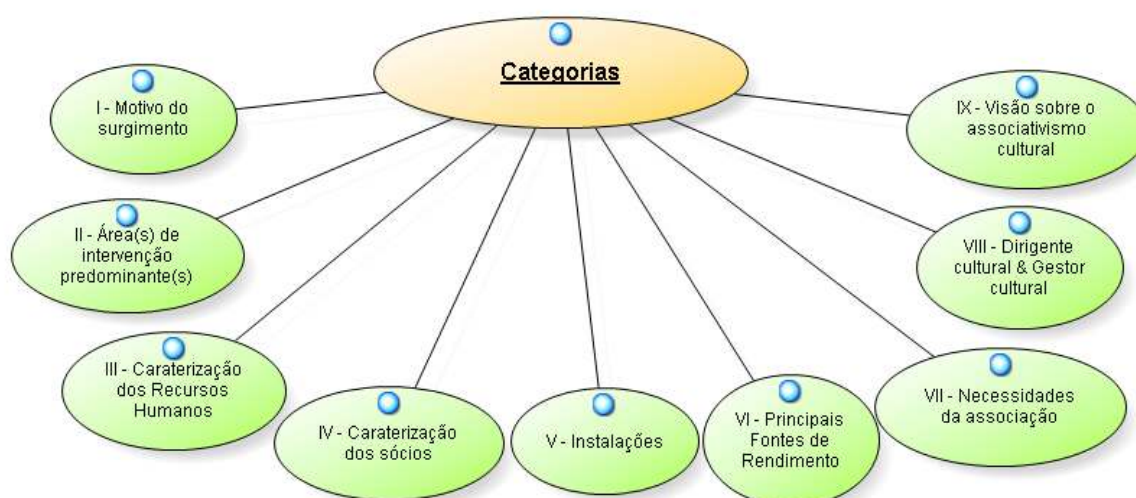 Categorias
I - Motivo do
surgimento
II - Área(s) de
intervenção
predominante(s)
III - Caraterização
dos Recursos
Humanos
IV - Caraterização
dos sócios
V - Instalações
VI - Principais
Fontes de
Rendimento
VII - Necessidades
da associação
VIII - Dirigente
cultural & Gestor
cultural
IX - Visão sobre o
associativismo
cultural